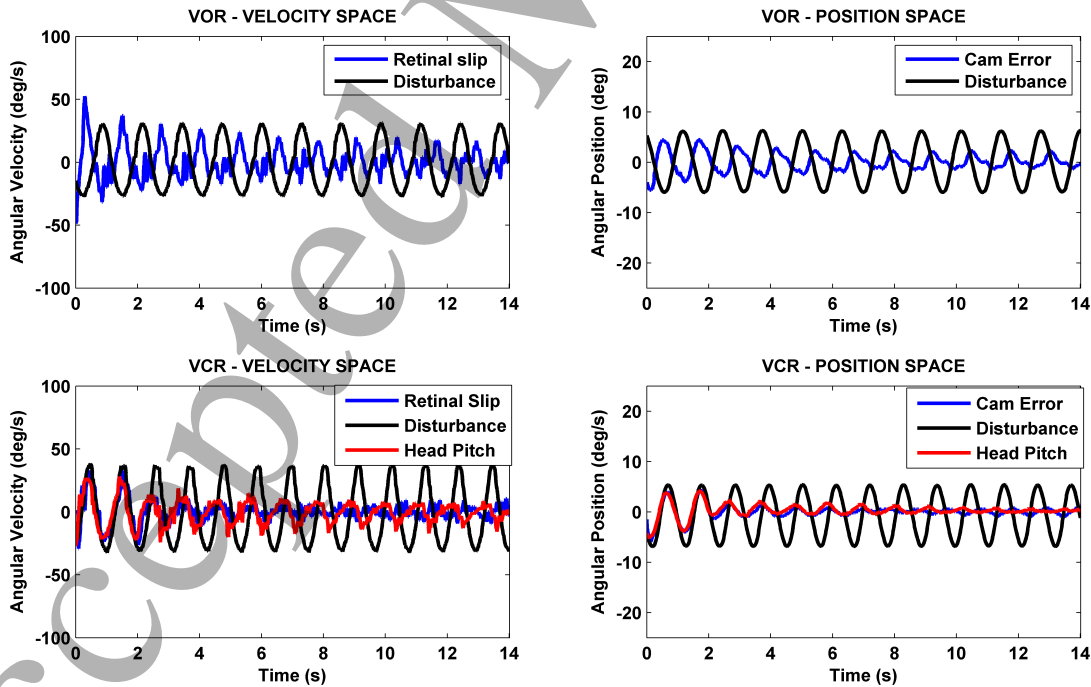 VOR - VELOCITY SPACE
Angular Velocity (deg/s)
100
50
0
-50
-100
Retinal slip
Disturbance
0 2 4 6 8 10 12 14
Time (s)
VOR - POSITION SPACE
Angular Position (deg)
20
10
0
-10
-20
Cam Error
Disturbance
0 2 4 6 8 10 12 14
Time (s)
VCR - VELOCITY SPACE
Angular Velocity (deg/s)
100
50
0
-50
-100
Retinal Slip
Disturbance
Head Pitch
0 2 4 6 8 10 12 14
Time (s)
VCR - POSITION SPACE
Angular Position (deg/s)
20
10
0
-10
-20
Cam Error
Disturbance
Head Pitch
0 2 4 6 8 10 12 14
Time (s)